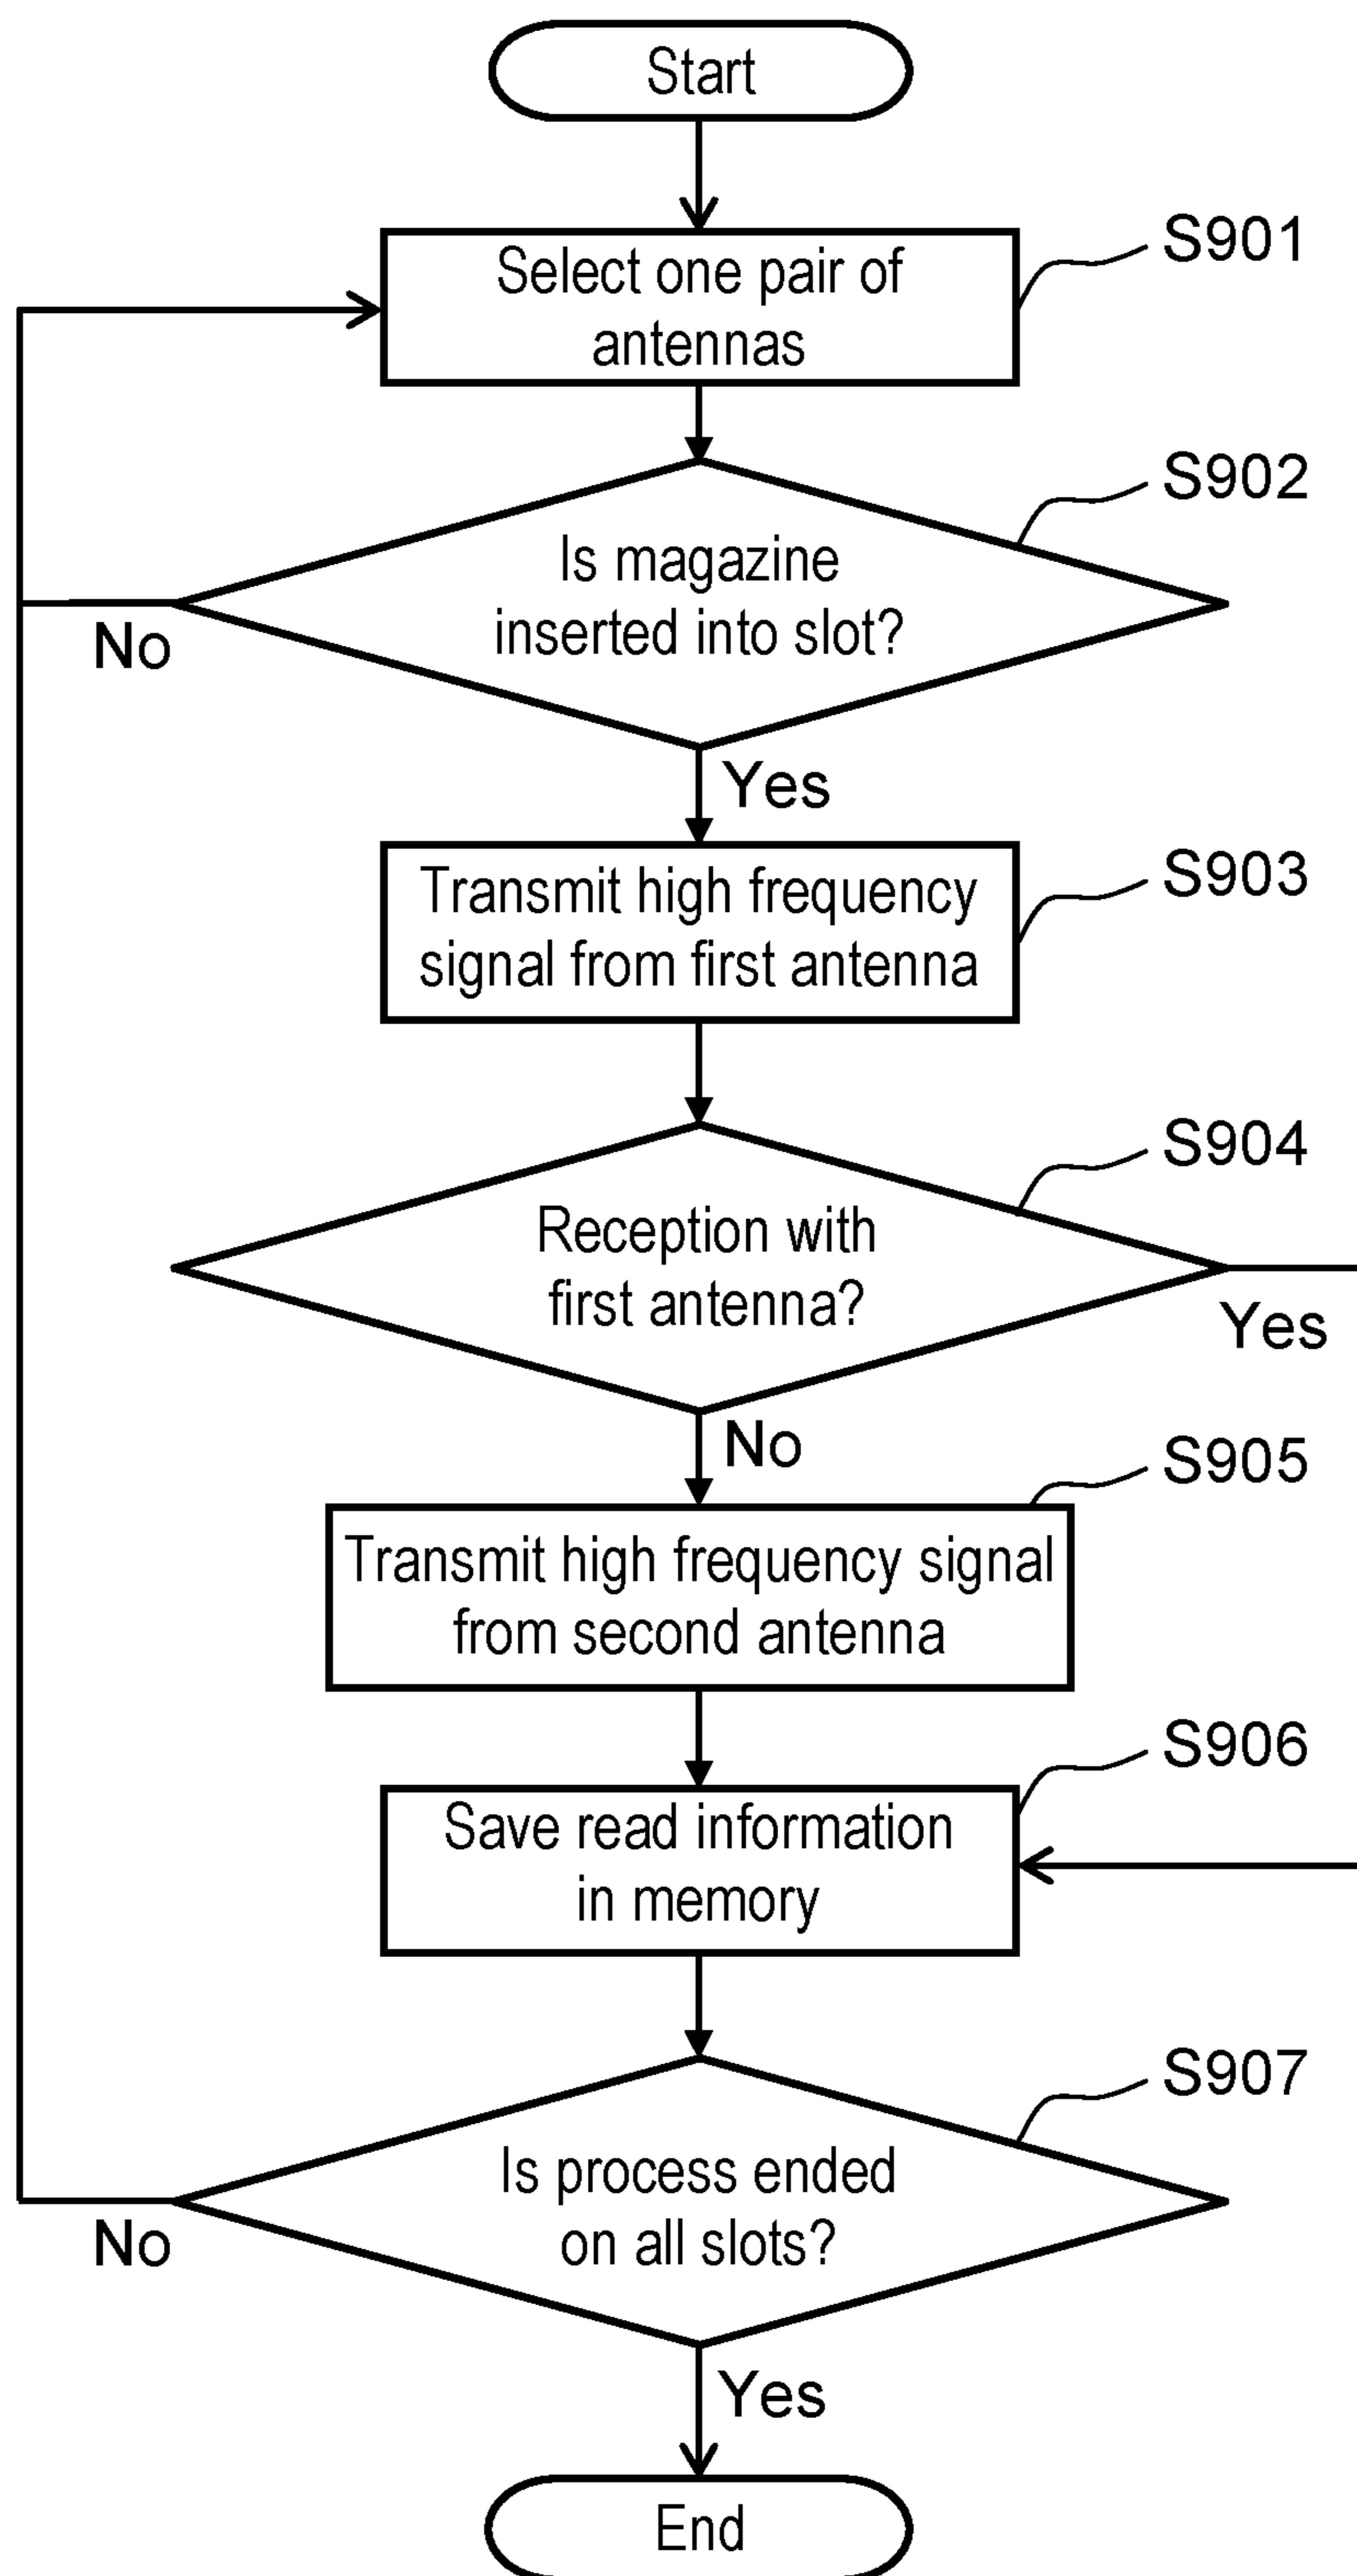 Start
S901
Select one pair of
antennas
S902
Is magazine
inserted into slot?
No
Yes
S903
Transmit high frequency
signal from first antenna
S904
Reception with
first antenna?
Yes
No
S905
Transmit high frequency signal
from second antenna
S906
Save read information
in memory
S907
Is process ended
on all slots?
No
Yes
End